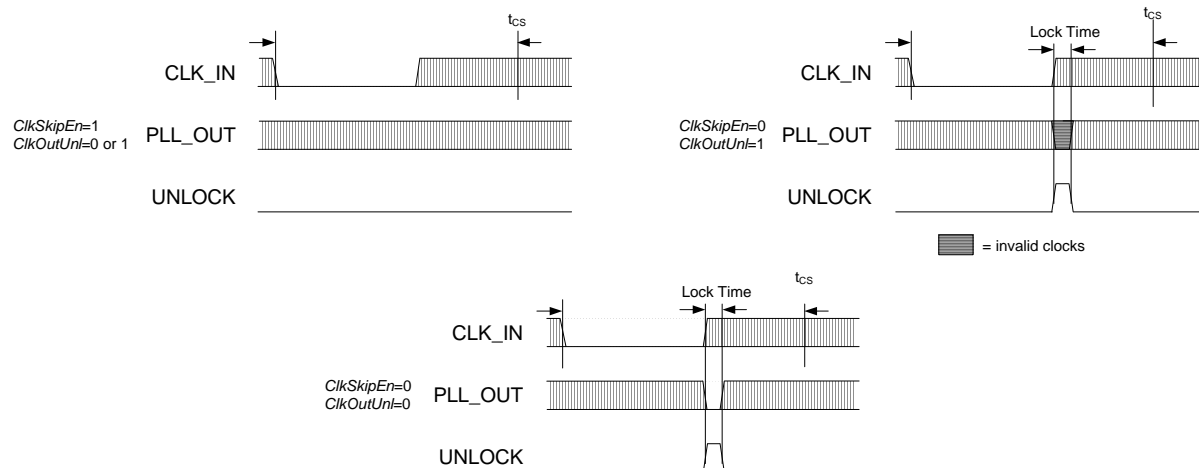 tCS
CLK_IN
ClkSkipEn=1
ClkOutUnl=0 or 1
PLL_OUT
UNLOCK
Lock Time
tCS
CLK_IN
ClkSkipEn=0
ClkOutUnl=1
PLL_OUT
UNLOCK
= invalid clocks
Lock Time
tCS
CLK_IN
ClkSkipEn=0
ClkOutUnl=0
PLL_OUT
UNLOCK